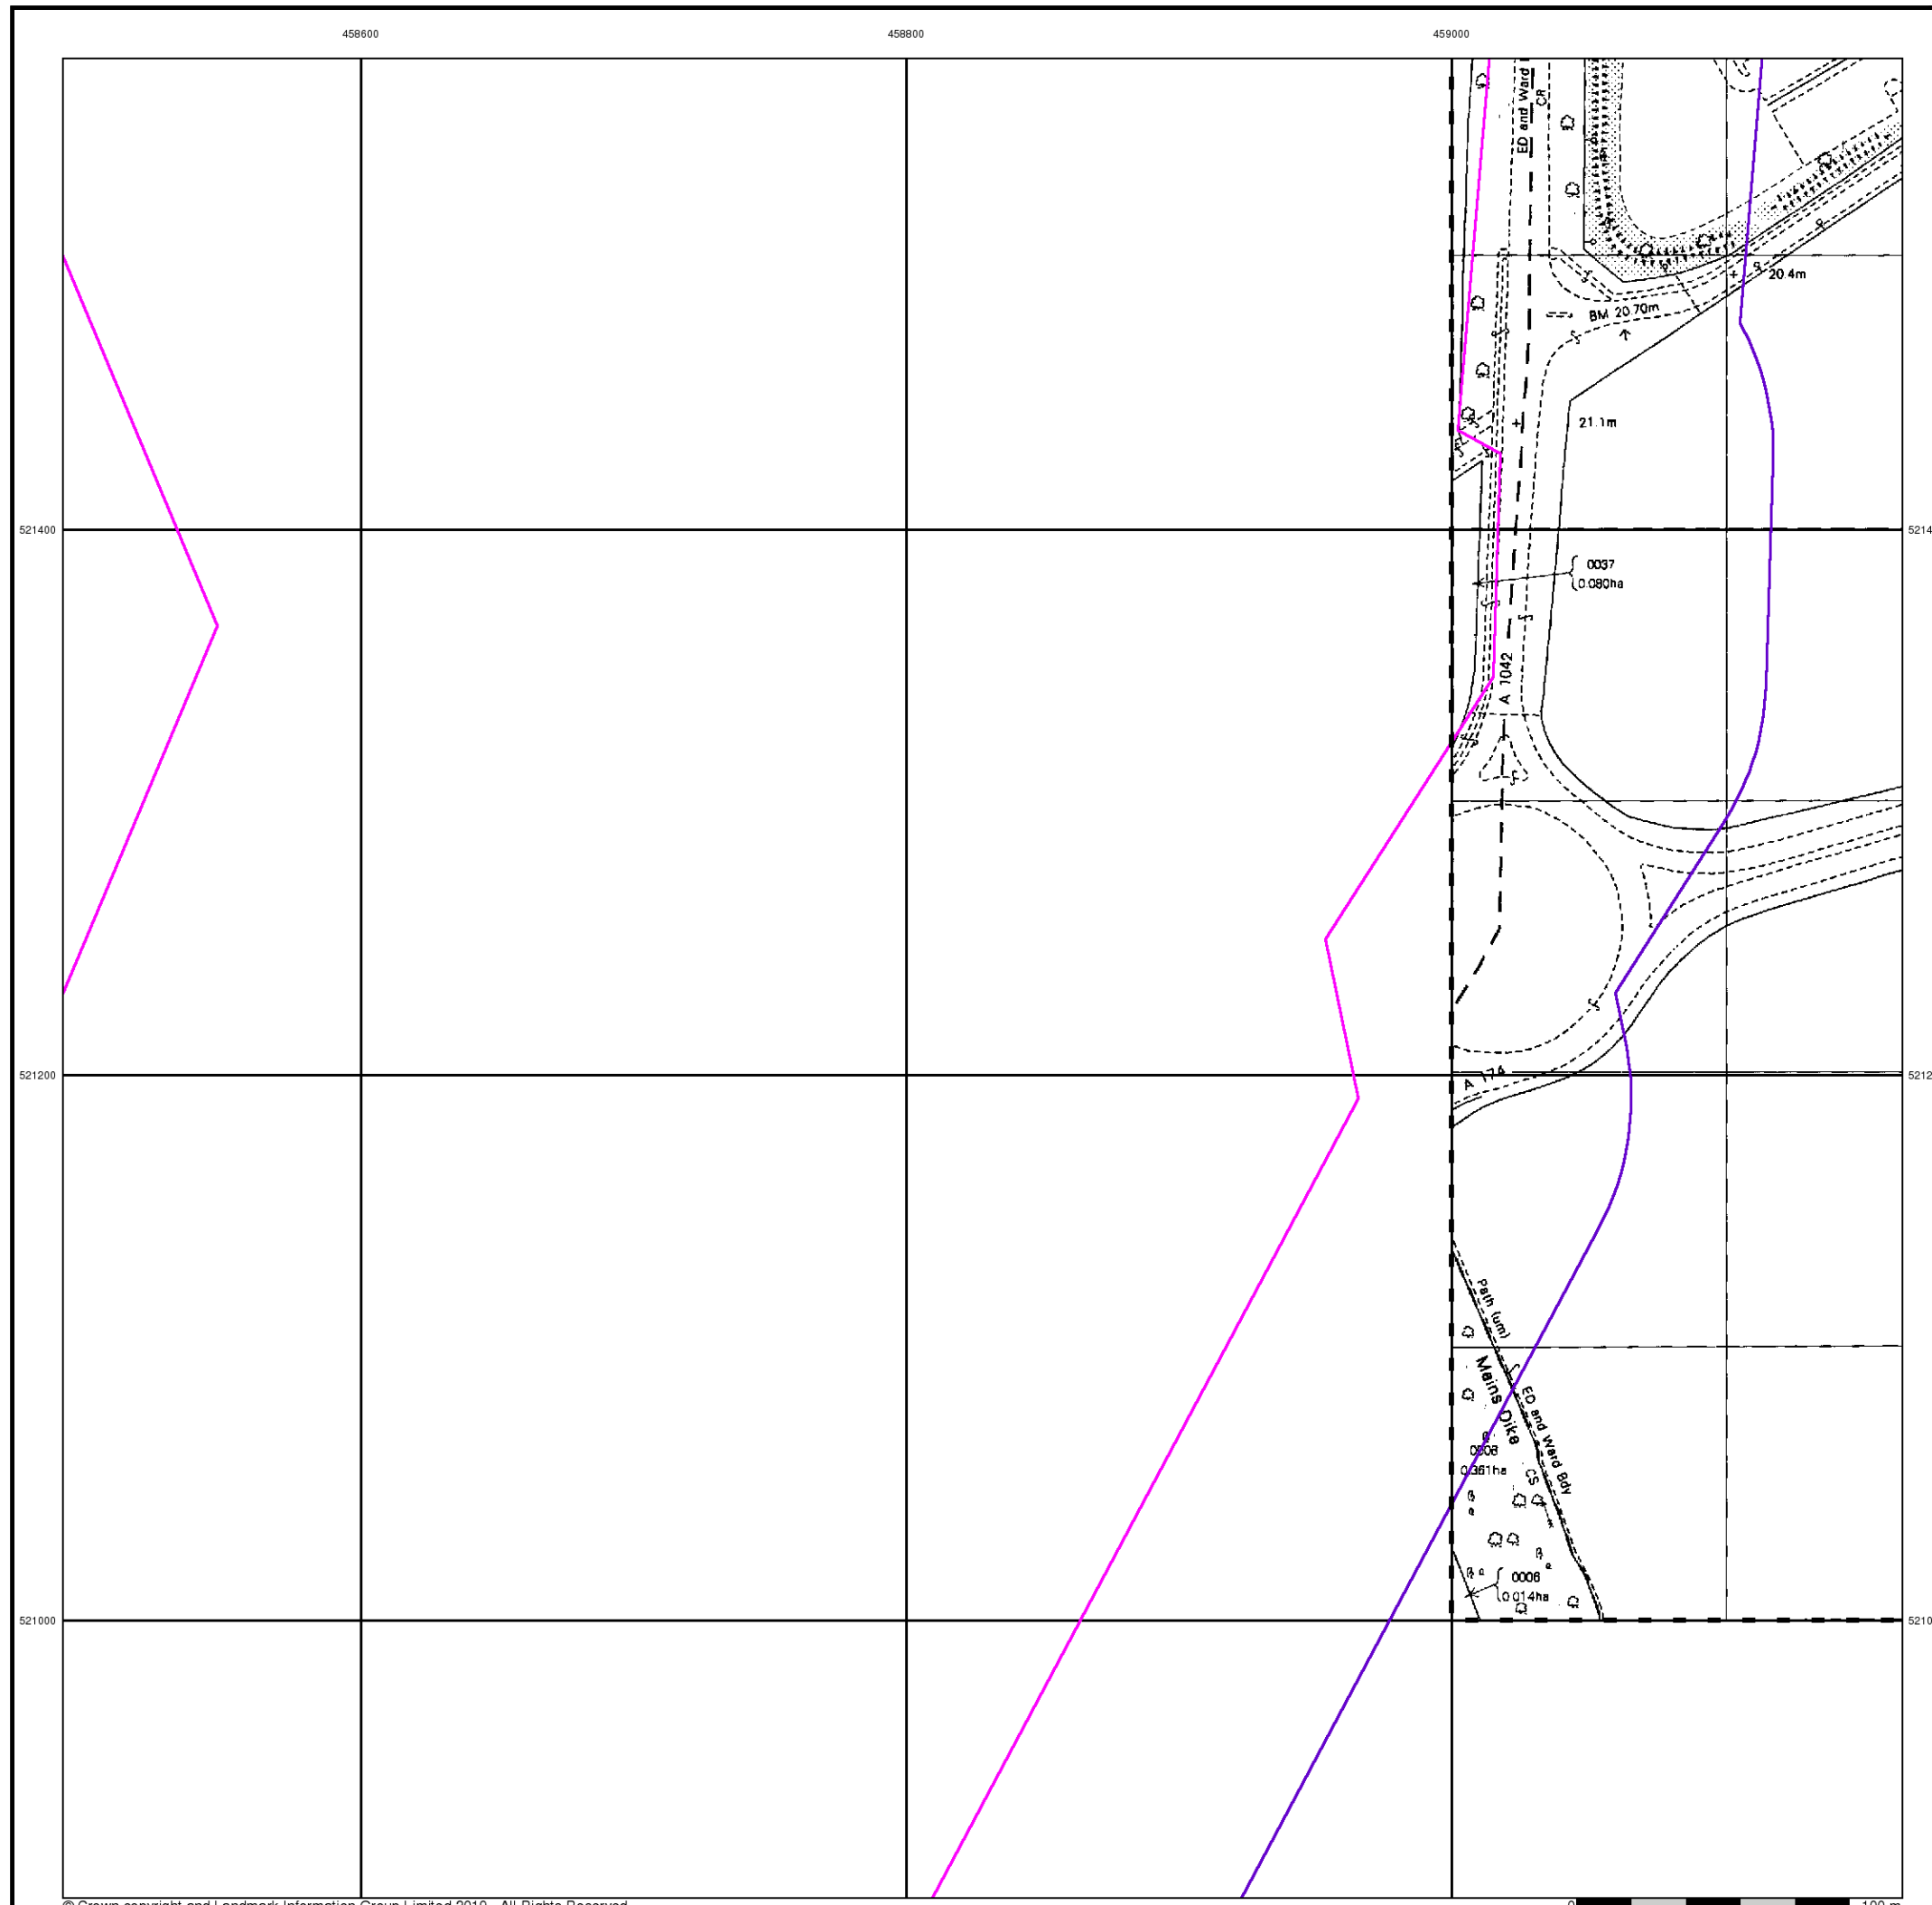 458600
458800
459000
ED and Ward
CR
20.4m
BM 20.70m
21.1m
521400
5214
0037
0.080ha
A 1042
521200
5212
A 174
Path (um)
Mains Dike
ED and Ward Bdy
CS
0.361ha
0006
0.014ha
521000
5210
© Crown copyright and Landmark Information Group Limited 2019 All Rights Reserved
0
100 m